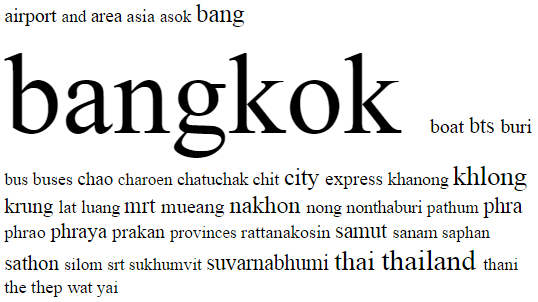 airport and area asia asok bang
bangkok boat bts buri
bus buses chao charoen chatuchak chit city express khanong khlong
krung lat luang mrt mueang nakhon nong nonthaburi pathum phra
phrao phraya prakan provinces rattanakosin samut sanam saphan
sathon silom srt sukhumvit suvarnabhumi thai thailand thani
the thep wat yai